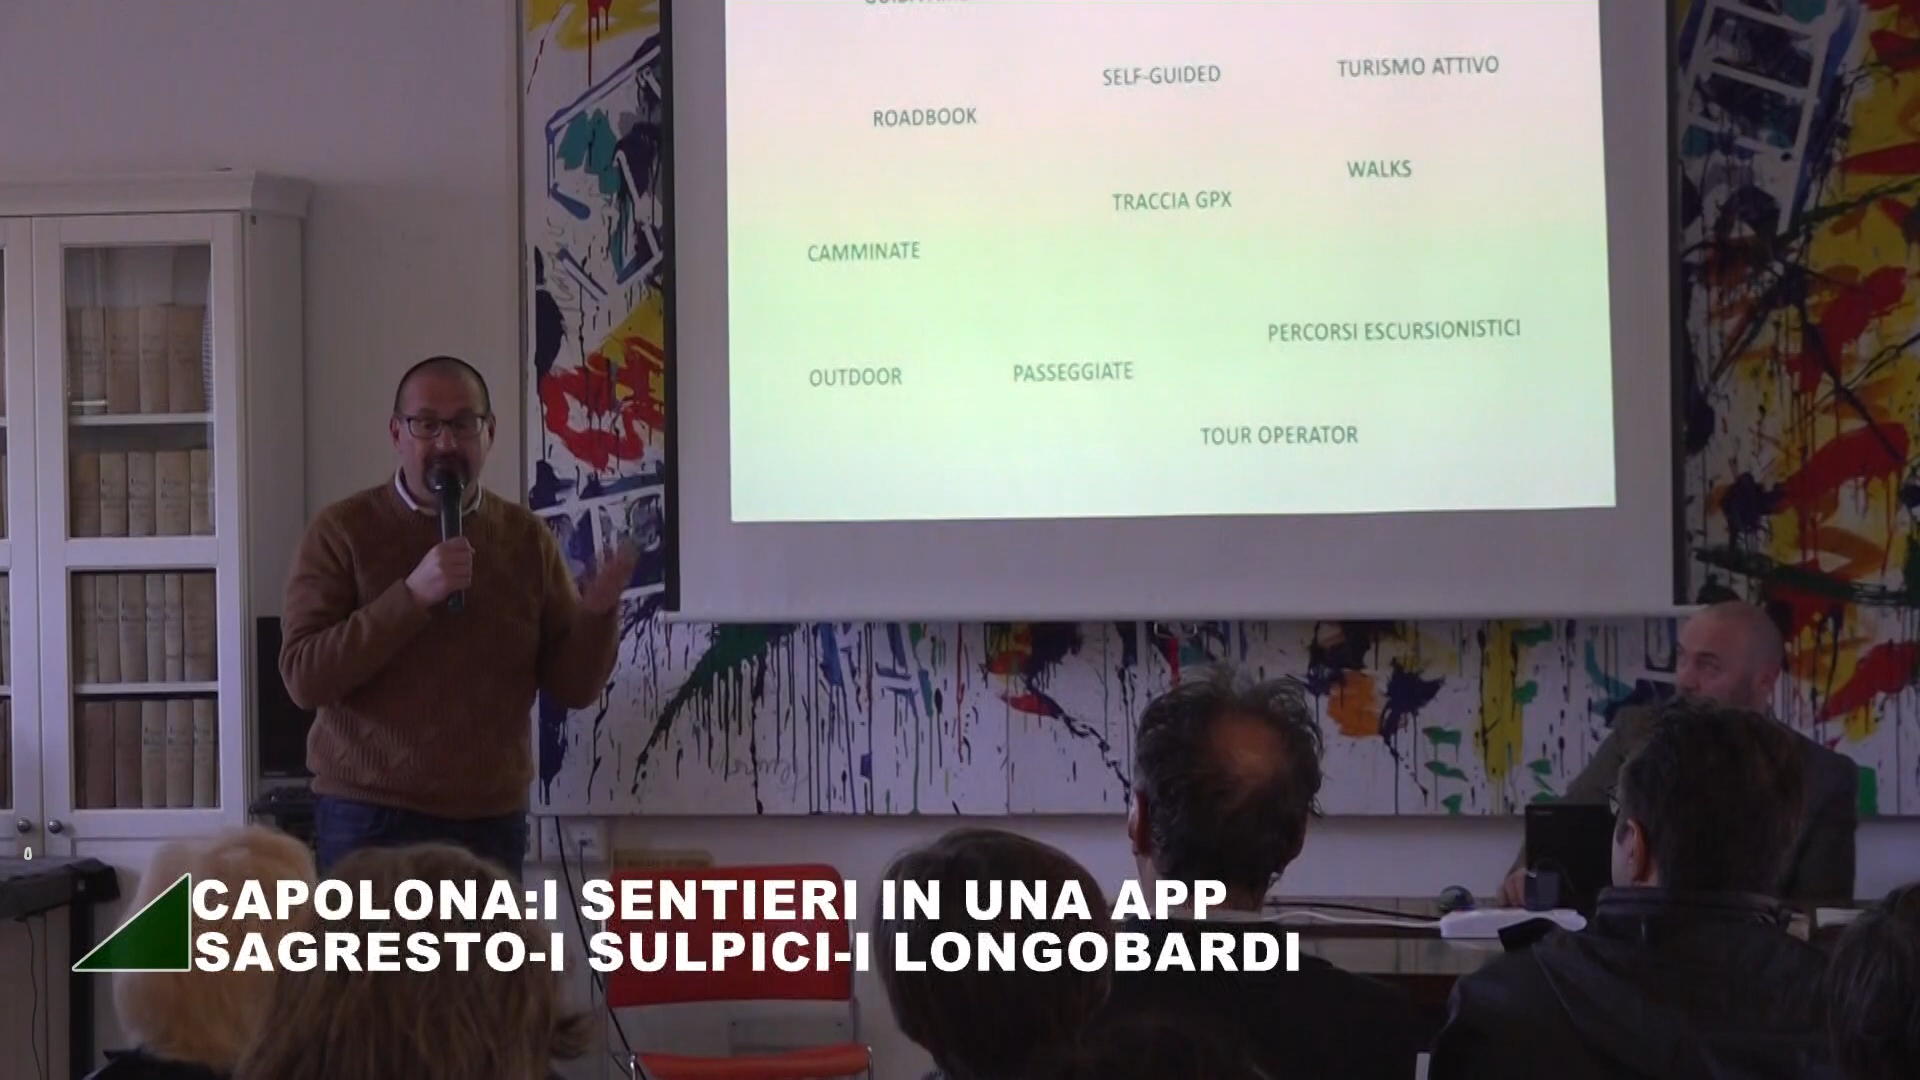 SELF-GUIDED
TURISMO ATTIVO
ROADBOOK
WALKS
TRACCIA GPX
CAMMINATE
PERCORSI ESCURSIONISTICI
OUTDOOR
PASSEGGIATE
TOUR OPERATOR
CAPOLONA:I SENTIERI IN UNA APP
SAGRESTO-I SULPICI-I LONGOBARDI